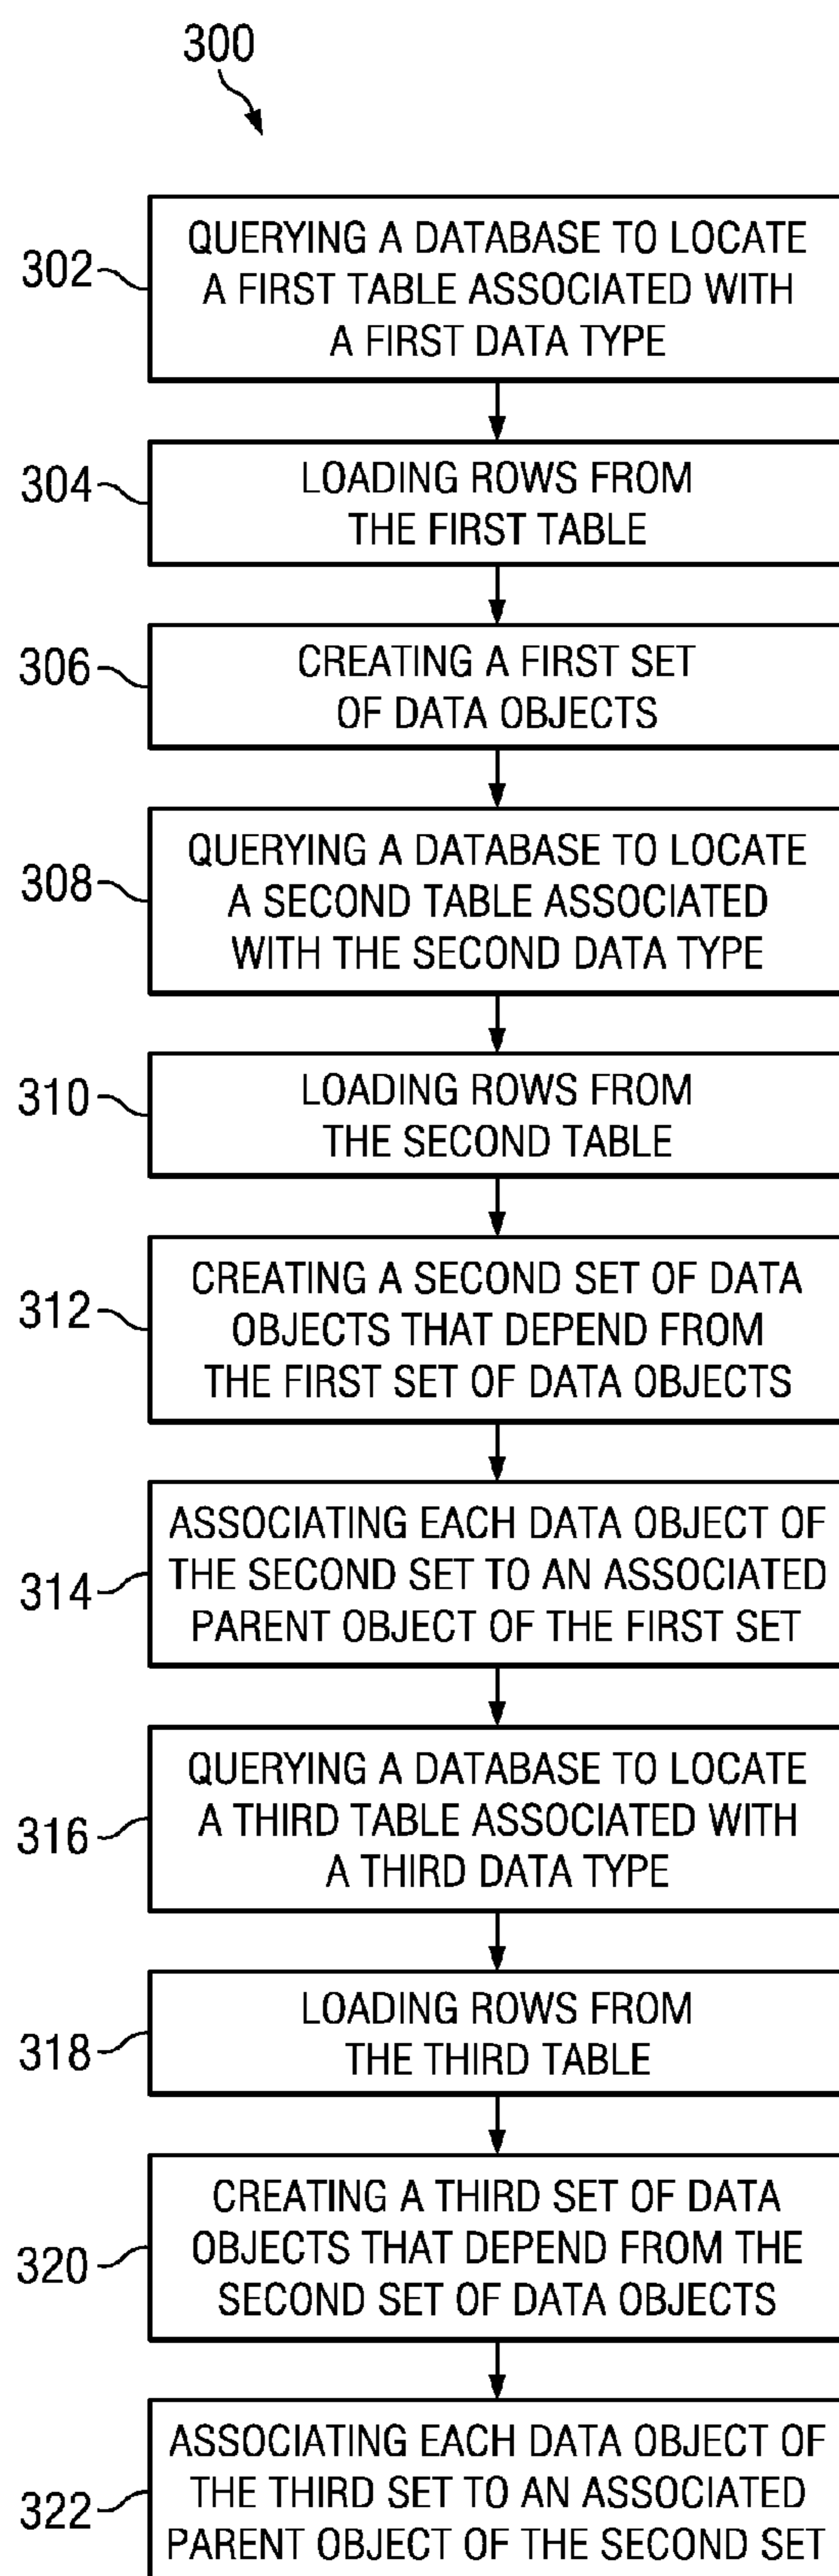 300
302
QUERYING A DATABASE TO LOCATE
A FIRST TABLE ASSOCIATED WITH
A FIRST DATA TYPE
304
LOADING ROWS FROM
THE FIRST TABLE
306
CREATING A FIRST SET
OF DATA OBJECTS
308
QUERYING A DATABASE TO LOCATE
A SECOND TABLE ASSOCIATED
WITH THE SECOND DATA TYPE
310
LOADING ROWS FROM
THE SECOND TABLE
312
CREATING A SECOND SET OF DATA
OBJECTS THAT DEPEND FROM
THE FIRST SET OF DATA OBJECTS
314
ASSOCIATING EACH DATA OBJECT OF
THE SECOND SET TO AN ASSOCIATED
PARENT OBJECT OF THE FIRST SET
316
QUERYING A DATABASE TO LOCATE
A THIRD TABLE ASSOCIATED WITH
A THIRD DATA TYPE
318
LOADING ROWS FROM
THE THIRD TABLE
320
CREATING A THIRD SET OF DATA
OBJECTS THAT DEPEND FROM THE
SECOND SET OF DATA OBJECTS
322
ASSOCIATING EACH DATA OBJECT OF
THE THIRD SET TO AN ASSOCIATED
PARENT OBJECT OF THE SECOND SET